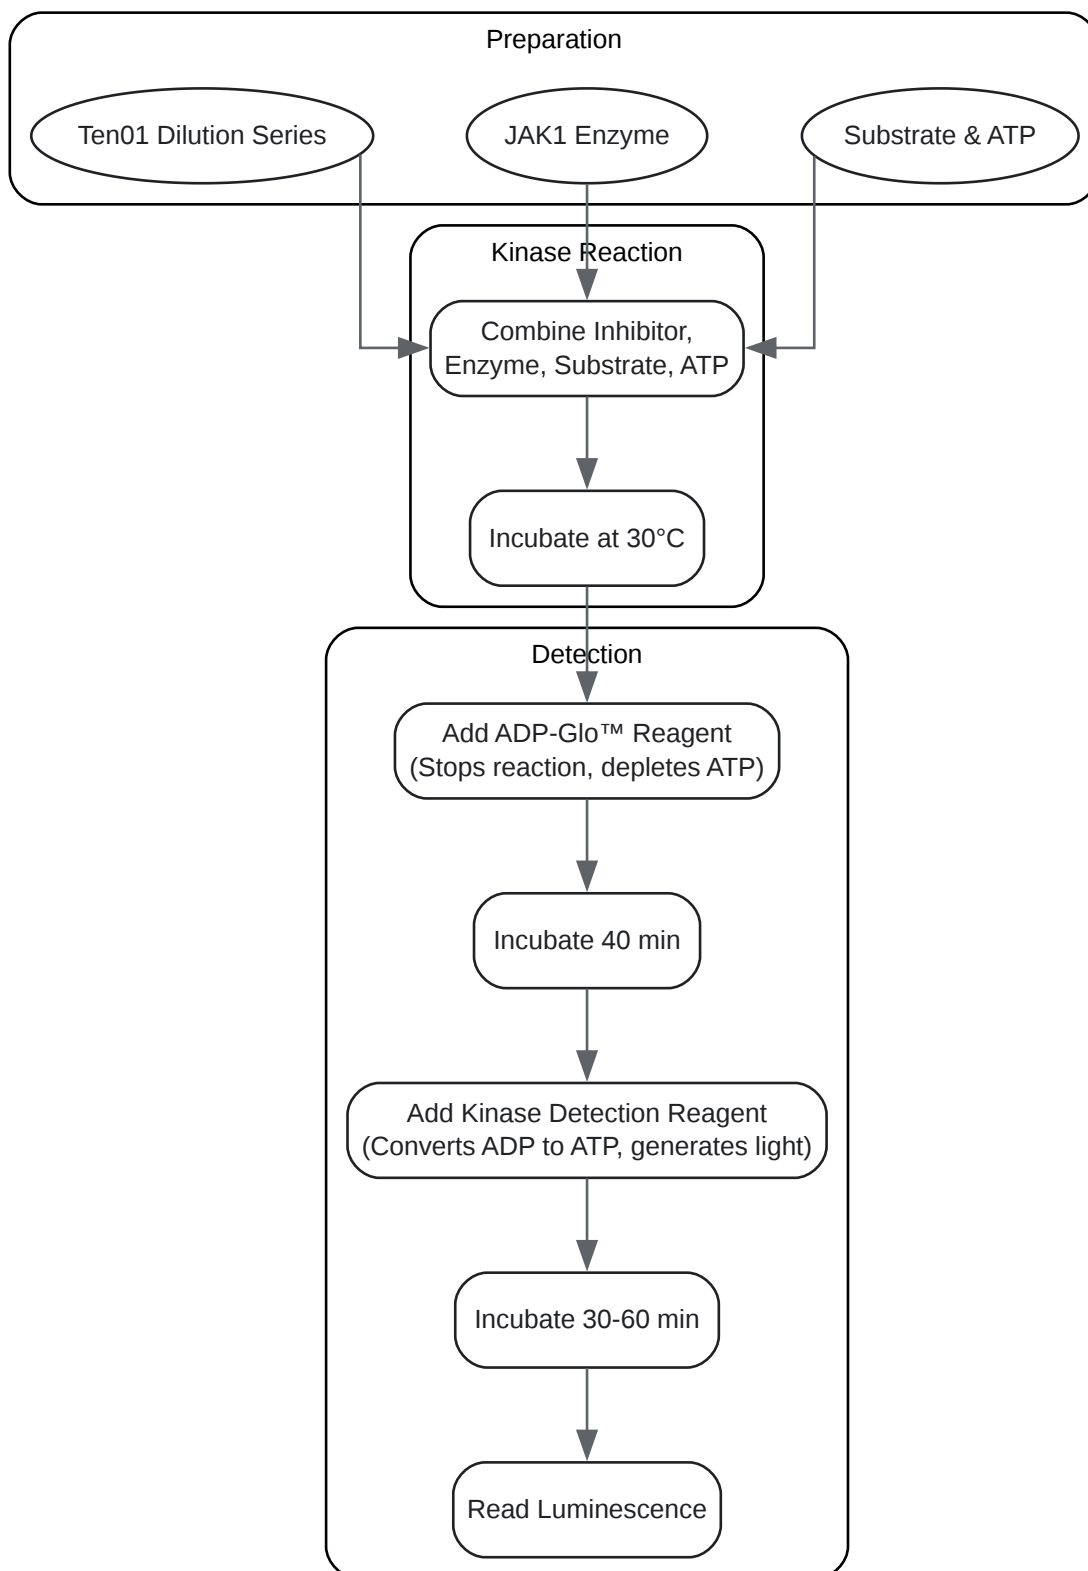 Preparation
Ten01 Dilution Series
JAK1 Enzyme
Substrate & ATP
Kinase Reaction
Combine Inhibitor,
Enzyme, Substrate, ATP
Incubate at 30°C
Detection
Add ADP-Glo™ Reagent
(Stops reaction, depletes ATP)
Incubate 40 min
Add Kinase Detection Reagent
(Converts ADP to ATP, generates light)
Incubate 30-60 min
Read Luminescence